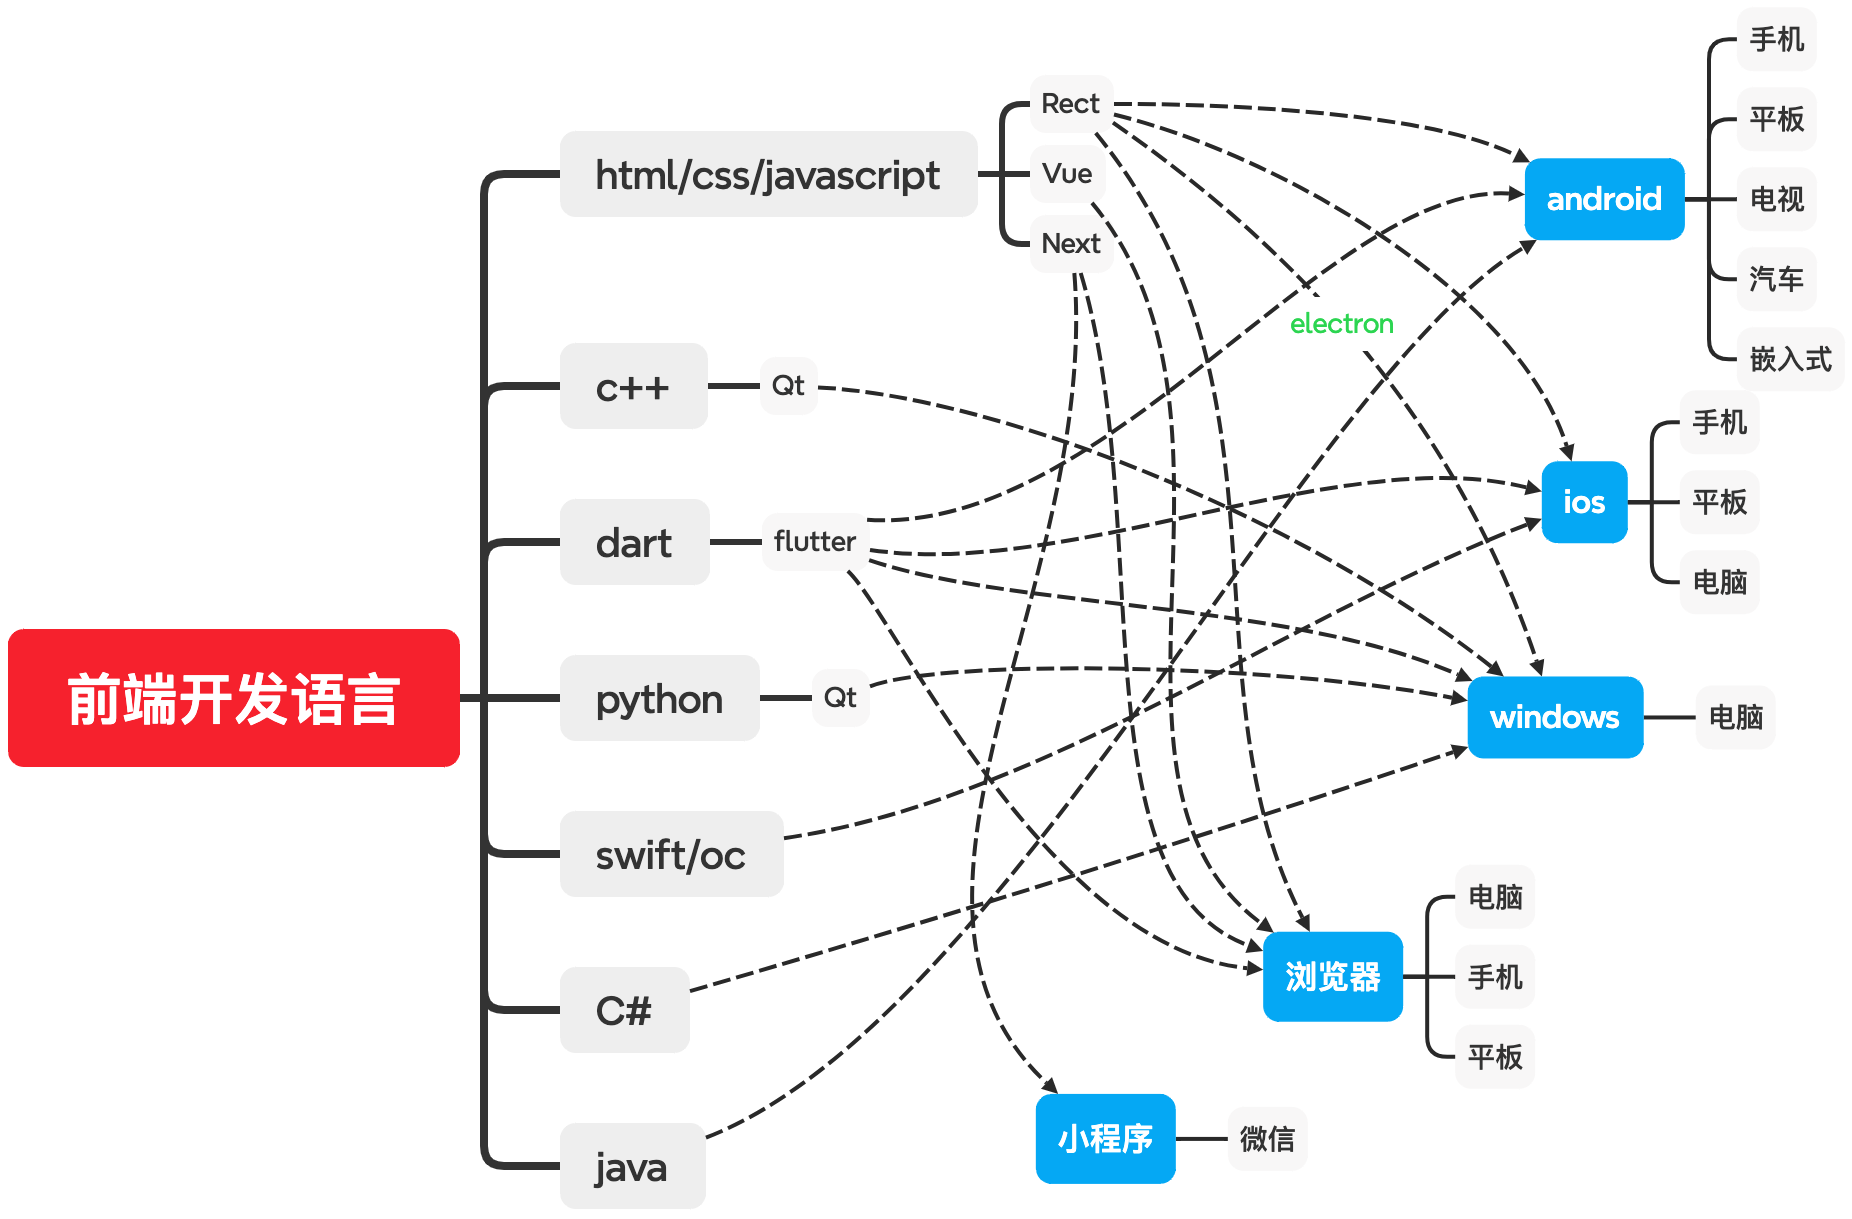 前端开发语言
html/css/javascript
Rect
Vue
Next
c++
Qt
dart
flutter
python
Qt
swift/oc
C#
java
electron
android
手机
平板
电视
汽车
嵌入式
ios
手机
平板
电脑
windows
电脑
浏览器
电脑
手机
平板
小程序
微信